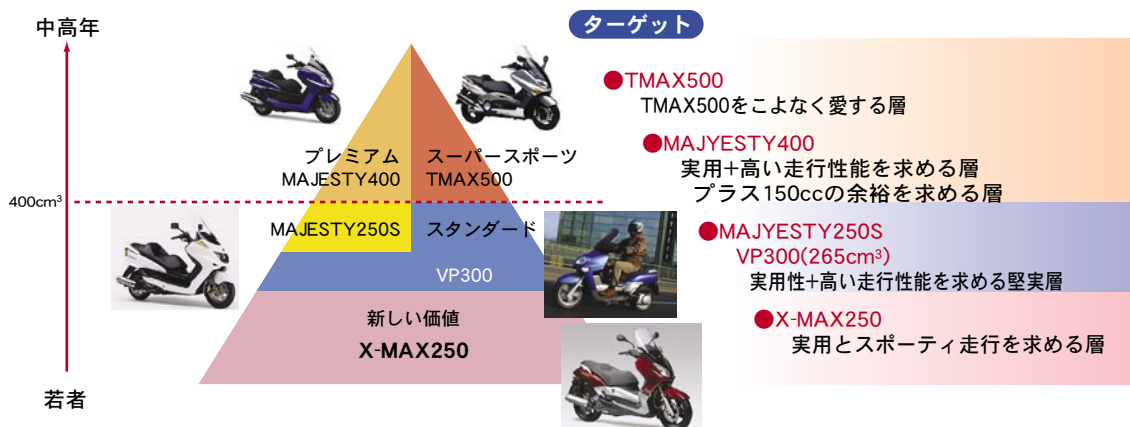 中高年
ターゲット
●TMAX500
TMAX500をこよなく愛する層
プレミアム
MAJESTY400
スーパースポーツ
TMAX500
●MAJYESTY400
実用+高い走行性能を求める層
プラス150ccの余裕を求める層
400cm³
MAJESTY250S
スタンダード
VP300
●MAJYESTY250S
VP300(265cm³)
実用性+高い走行性能を求める堅実層
新しい価値
X-MAX250
●X-MAX250
実用とスポーティ走行を求める層
若者